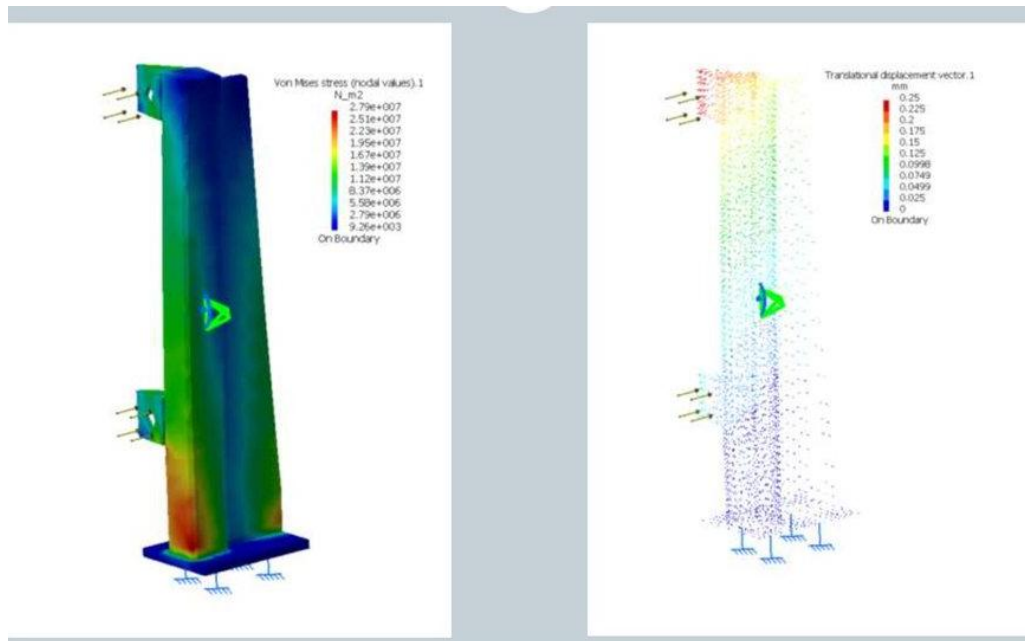 Von Mises stress (nodal values).1
N_m2
2.79e+007
2.51e+007
2.23e+007
1.95e+007
1.67e+007
1.39e+007
1.12e+007
8.37e+006
5.58e+006
2.79e+006
9.26e+003
On Boundary
Translational displacement vector.1
mm
0.25
0.225
0.2
0.175
0.15
0.125
0.0998
0.0749
0.0499
0.025
0
On Boundary